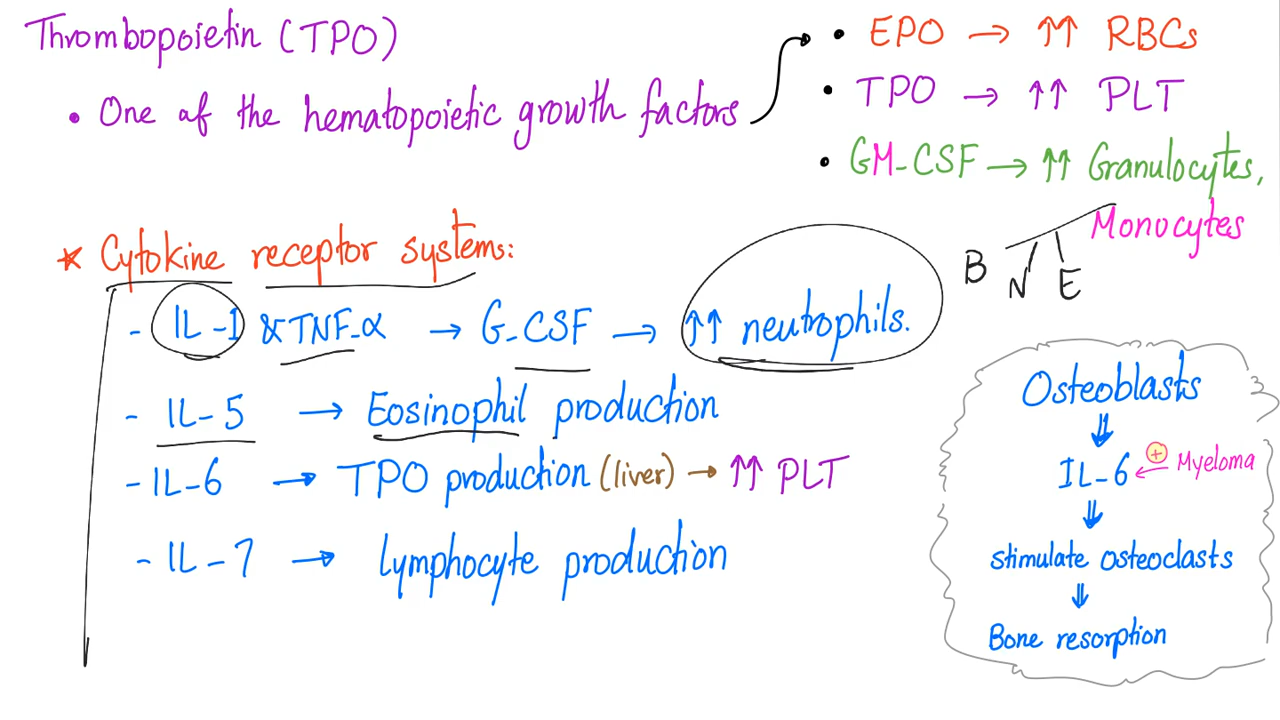 Thrombopoietin (TPO)
• One of the hematopoietic growth factors
• EPO → ↑↑ RBCs
• TPO → ↑↑ PLT
• GM-CSF → ↑↑ Granulocytes,
Monocytes
B N E
* Cytokine receptor systems:
- IL-1 & TNF-α → G-CSF → ↑↑ neutrophils.
- IL-5 → Eosinophil production
- IL-6 → TPO production (liver) → ↑↑ PLT
- IL-7 → Lymphocyte production
Osteoblasts
⇓
IL-6 ← + Myeloma
⇓
stimulate osteoclasts
⇓
Bone resorption